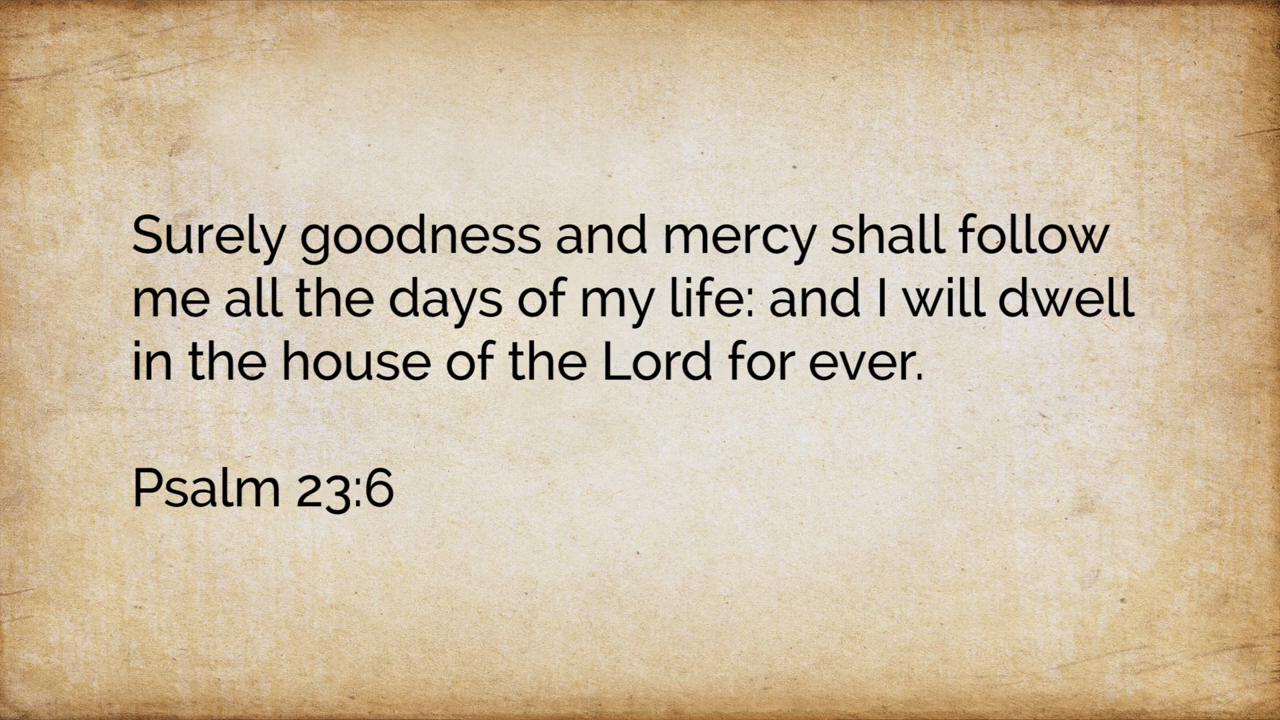 Surely goodness and mercy shall follow
me all the days of my life: and I will dwell
in the house of the Lord for ever.
Psalm 23:6